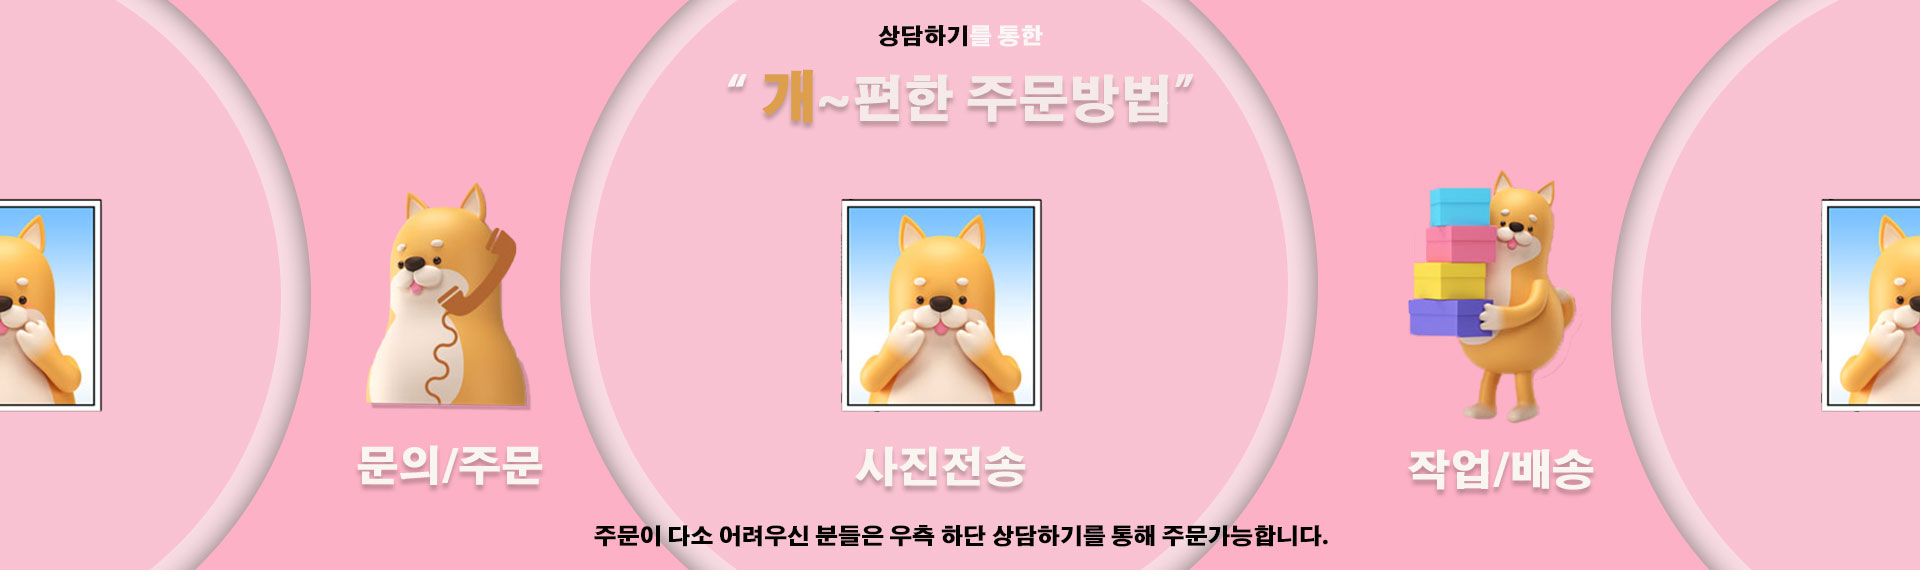 상담하기를 통한
“ 개~편한 주문방법”
문의/주문
사진전송
작업/배송
주문이 다소 어려우신 분들은 우측 하단 상담하기를 통해 주문가능합니다.